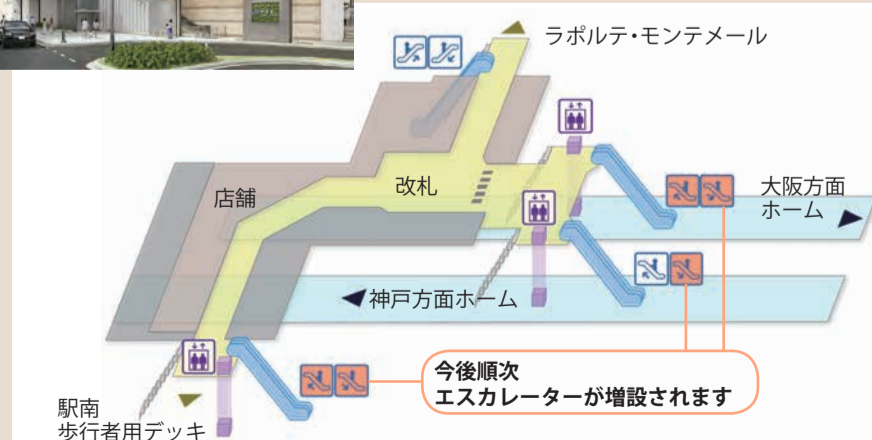 ラポルテ・モンテメール
店舗
改札
大阪方面
ホーム
神戸方面ホーム
今後順次
エスカレーターが増設されます
駅南
歩行者用デッキ